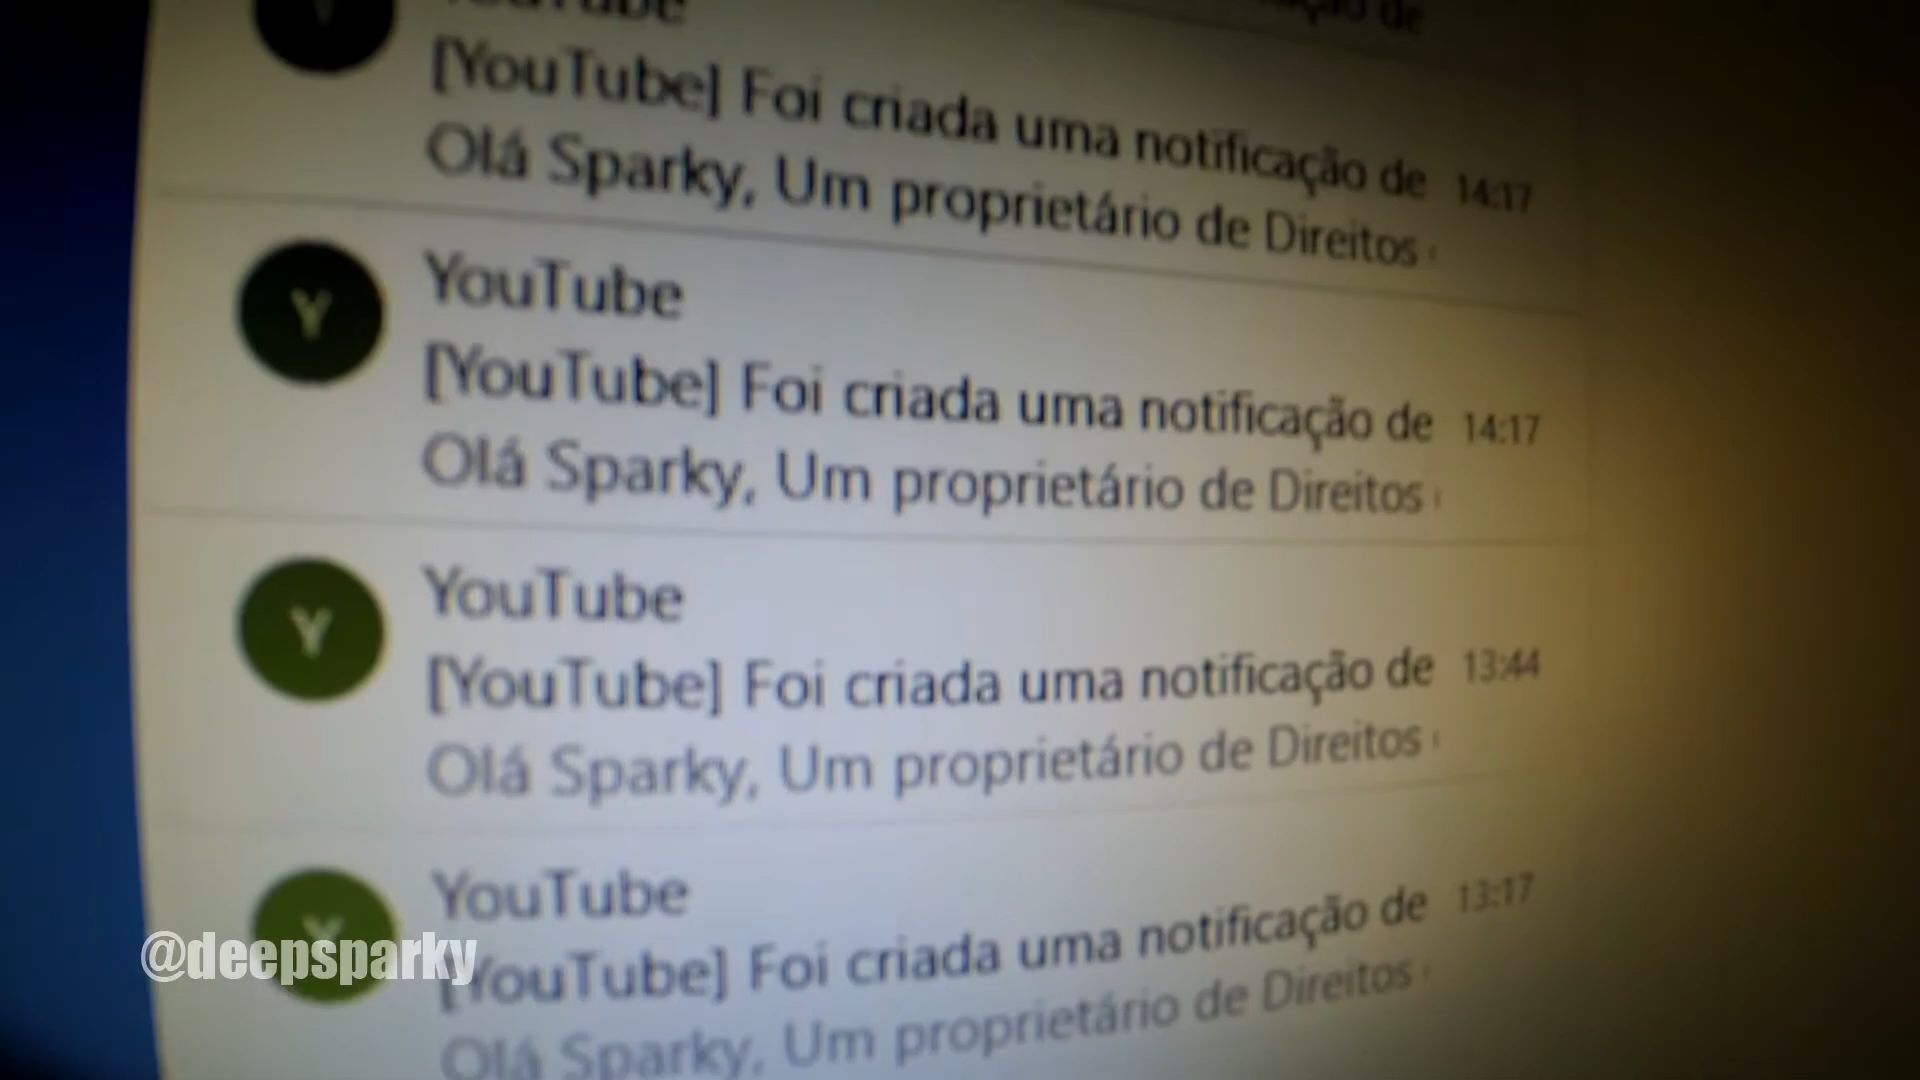 YouTube
[YouTube] Foi criada uma notificação de 14:17
Olá Sparky, Um proprietário de Direitos
YouTube
[YouTube] Foi criada uma notificação de 14:17
Olá Sparky, Um proprietário de Direitos
YouTube
[YouTube] Foi criada uma notificação de 13:44
Olá Sparky, Um proprietário de Direitos
YouTube
[YouTube] Foi criada uma notificação de 13:17
Olá Sparky, Um proprietário de Direitos
@deepsparky